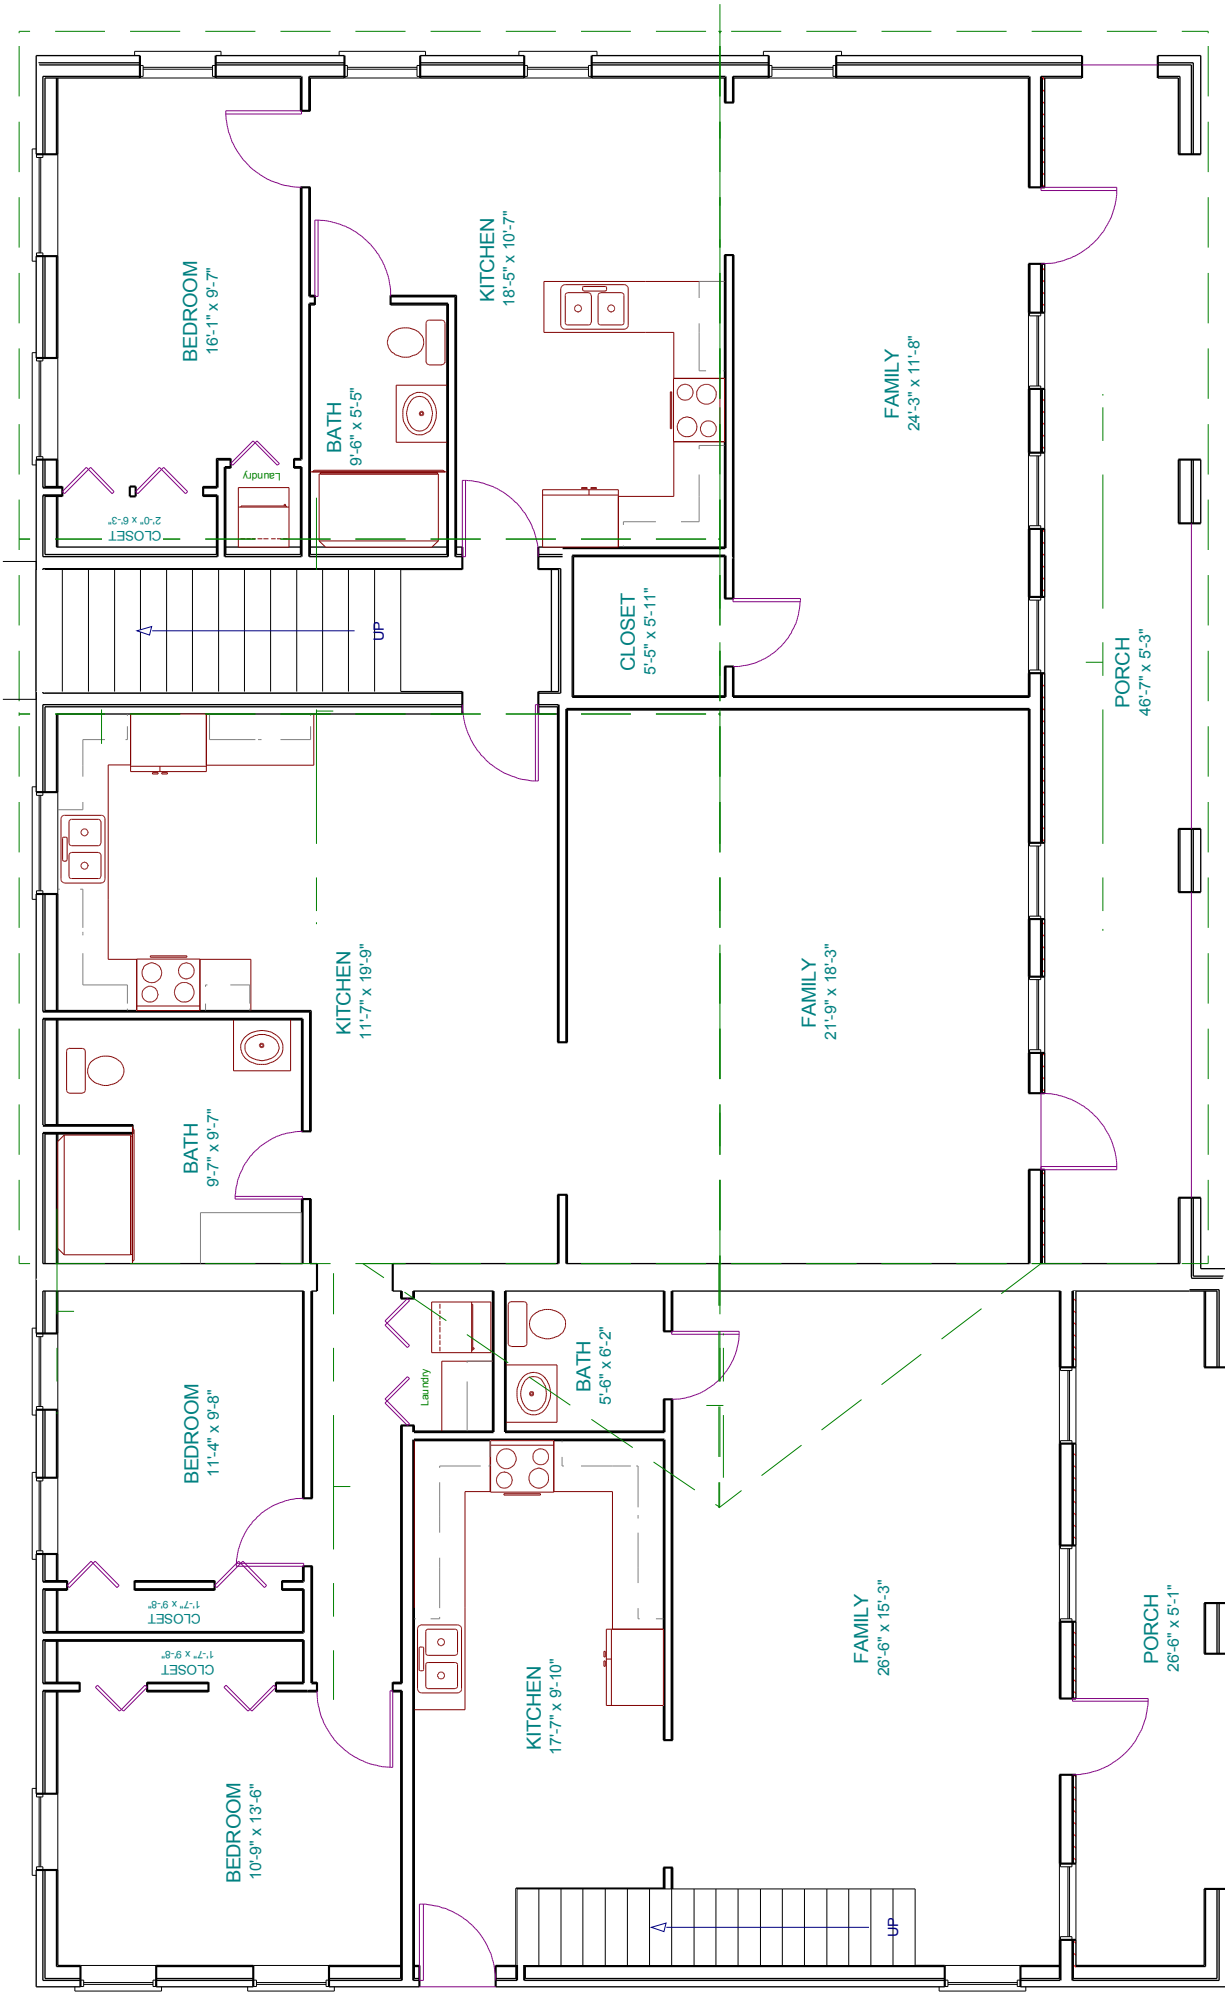 BEDROOM
16'-1" x 9'-7"
KITCHEN
18'-5" x 10'-7"
FAMILY
24'-3" x 11'-8"
BATH
9'-6" x 5'-5"
Laundry
CLOSET
2'-0" x 6'-3"
UP
CLOSET
5'-5" x 5'-11"
PORCH
46'-7" x 5'-3"
KITCHEN
11'-7" x 19'-9"
FAMILY
21'-9" x 18'-3"
BATH
9'-7" x 9'-7"
BEDROOM
11'-4" x 9'-8"
Laundry
BATH
5'-6" x 6'-2"
CLOSET
1'-7" x 9'-8"
CLOSET
1'-7" x 9'-8"
KITCHEN
17'-7" x 9'-10"
FAMILY
26'-6" x 15'-3"
PORCH
26'-6" x 5'-1"
BEDROOM
10'-9" x 13'-6"
UP